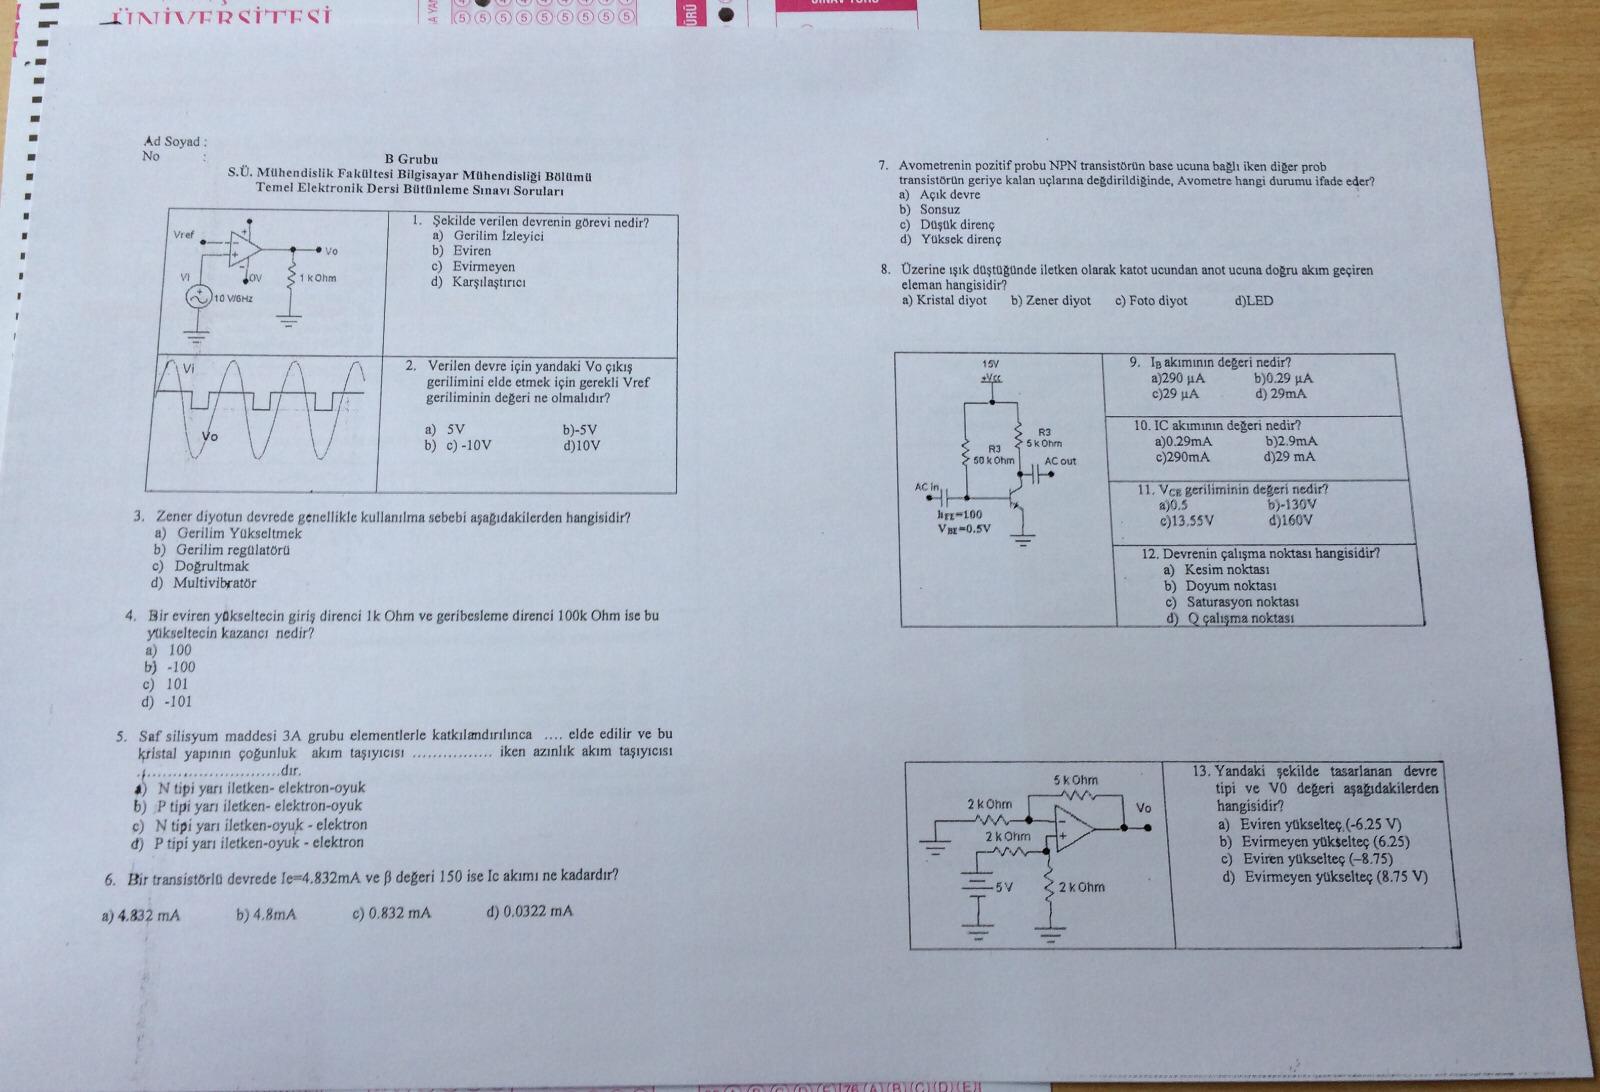 ÜNİVERSİTESİ
5 5 5 5 5 5 5 5 5
ÜRÜ
Ad Soyad :
No :
B Grubu
S.Ü. Mühendislik Fakültesi Bilgisayar Mühendisliği Bölümü
Temel Elektronik Dersi Bütünleme Sınavı Soruları
Vref
Vo
Vi
0V
1 k Ohm
10 V/6Hz
1. Şekilde verilen devrenin görevi nedir?
a) Gerilim İzleyici
b) Eviren
c) Evirmeyen
d) Karşılaştırıcı
Vi
Vo
2. Verilen devre için yandaki Vo çıkış
gerilimini elde etmek için gerekli Vref
geriliminin değeri ne olmalıdır?
a) 5V b)-5V
b) c) -10V d)10V
3. Zener diyotun devrede genellikle kullanılma sebebi aşağıdakilerden hangisidir?
a) Gerilim Yükseltmek
b) Gerilim regülatörü
c) Doğrultmak
d) Multivibratör
4. Bir eviren yükseltecin giriş direnci 1k Ohm ve geribesleme direnci 100k Ohm ise bu
yükseltecin kazancı nedir?
a) 100
b) -100
c) 101
d) -101
5. Saf silisyum maddesi 3A grubu elementlerle katkılandırılınca .... elde edilir ve bu
kristal yapının çoğunluk akım taşıyıcısı ............... iken azınlık akım taşıyıcısı
.........................dır.
a) N tipi yarı iletken- elektron-oyuk
b) P tipi yarı iletken- elektron-oyuk
c) N tipi yarı iletken-oyuk - elektron
d) P tipi yarı iletken-oyuk - elektron
6. Bir transistörlü devrede Ie=4.832mA ve β değeri 150 ise Ic akımı ne kadardır?
a) 4.832 mA b) 4.8mA c) 0.832 mA d) 0.0322 mA
7. Avometrenin pozitif probu NPN transistörün base ucuna bağlı iken diğer prob
transistörün geriye kalan uçlarına değdirildiğinde, Avometre hangi durumu ifade eder?
a) Açık devre
b) Sonsuz
c) Düşük direnç
d) Yüksek direnç
8. Üzerine ışık düştüğünde iletken olarak katot ucundan anot ucuna doğru akım geçiren
eleman hangisidir?
a) Kristal diyot b) Zener diyot c) Foto diyot d)LED
15V
+Vcc
R3
5 k Ohm
R3
50 k Ohm
AC out
AC in
hFE=100
VBE=0.5V
9. IB akımının değeri nedir?
a)290 µA b)0.29 µA
c)29 µA d) 29mA
10. IC akımının değeri nedir?
a)0.29mA b)2.9mA
c)290mA d)29 mA
11. VCE geriliminin değeri nedir?
a)0.5 b)-130V
c)13.55V d)160V
12. Devrenin çalışma noktası hangisidir?
a) Kesim noktası
b) Doyum noktası
c) Saturasyon noktası
d) Q çalışma noktası
5 k Ohm
2 k Ohm
Vo
2 k Ohm
5V
2 k Ohm
13. Yandaki şekilde tasarlanan devre
tipi ve V0 değeri aşağıdakilerden
hangisidir?
a) Eviren yükselteç (-6.25 V)
b) Evirmeyen yükselteç (6.25)
c) Eviren yükselteç (–8.75)
d) Evirmeyen yükselteç (8.75 V)